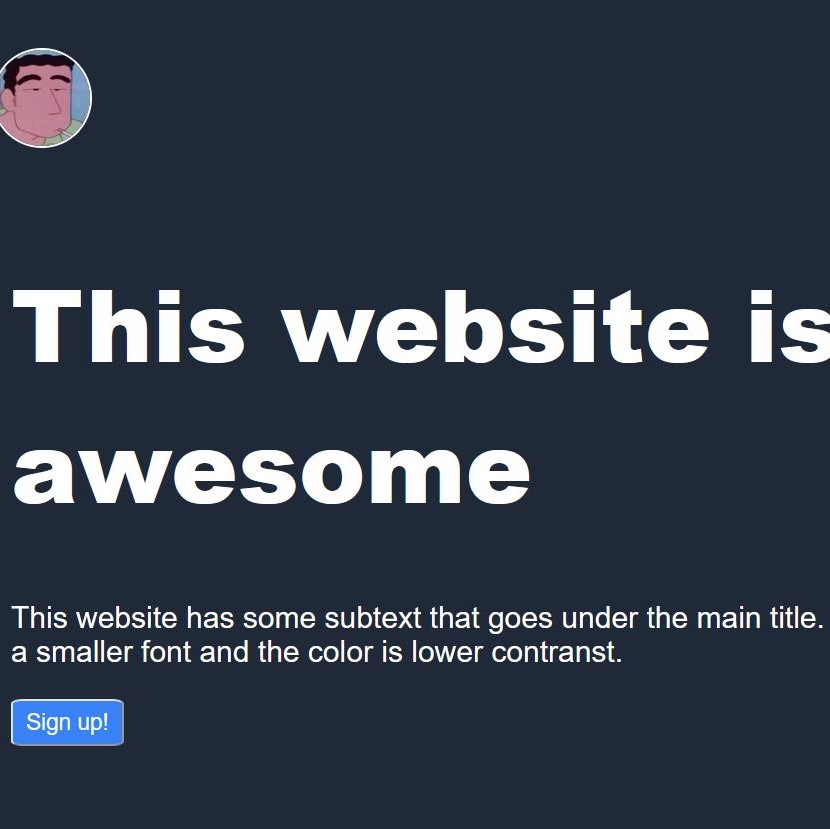 This website is
awesome
This website has some subtext that goes under the main title.
a smaller font and the color is lower contranst.
Sign up!